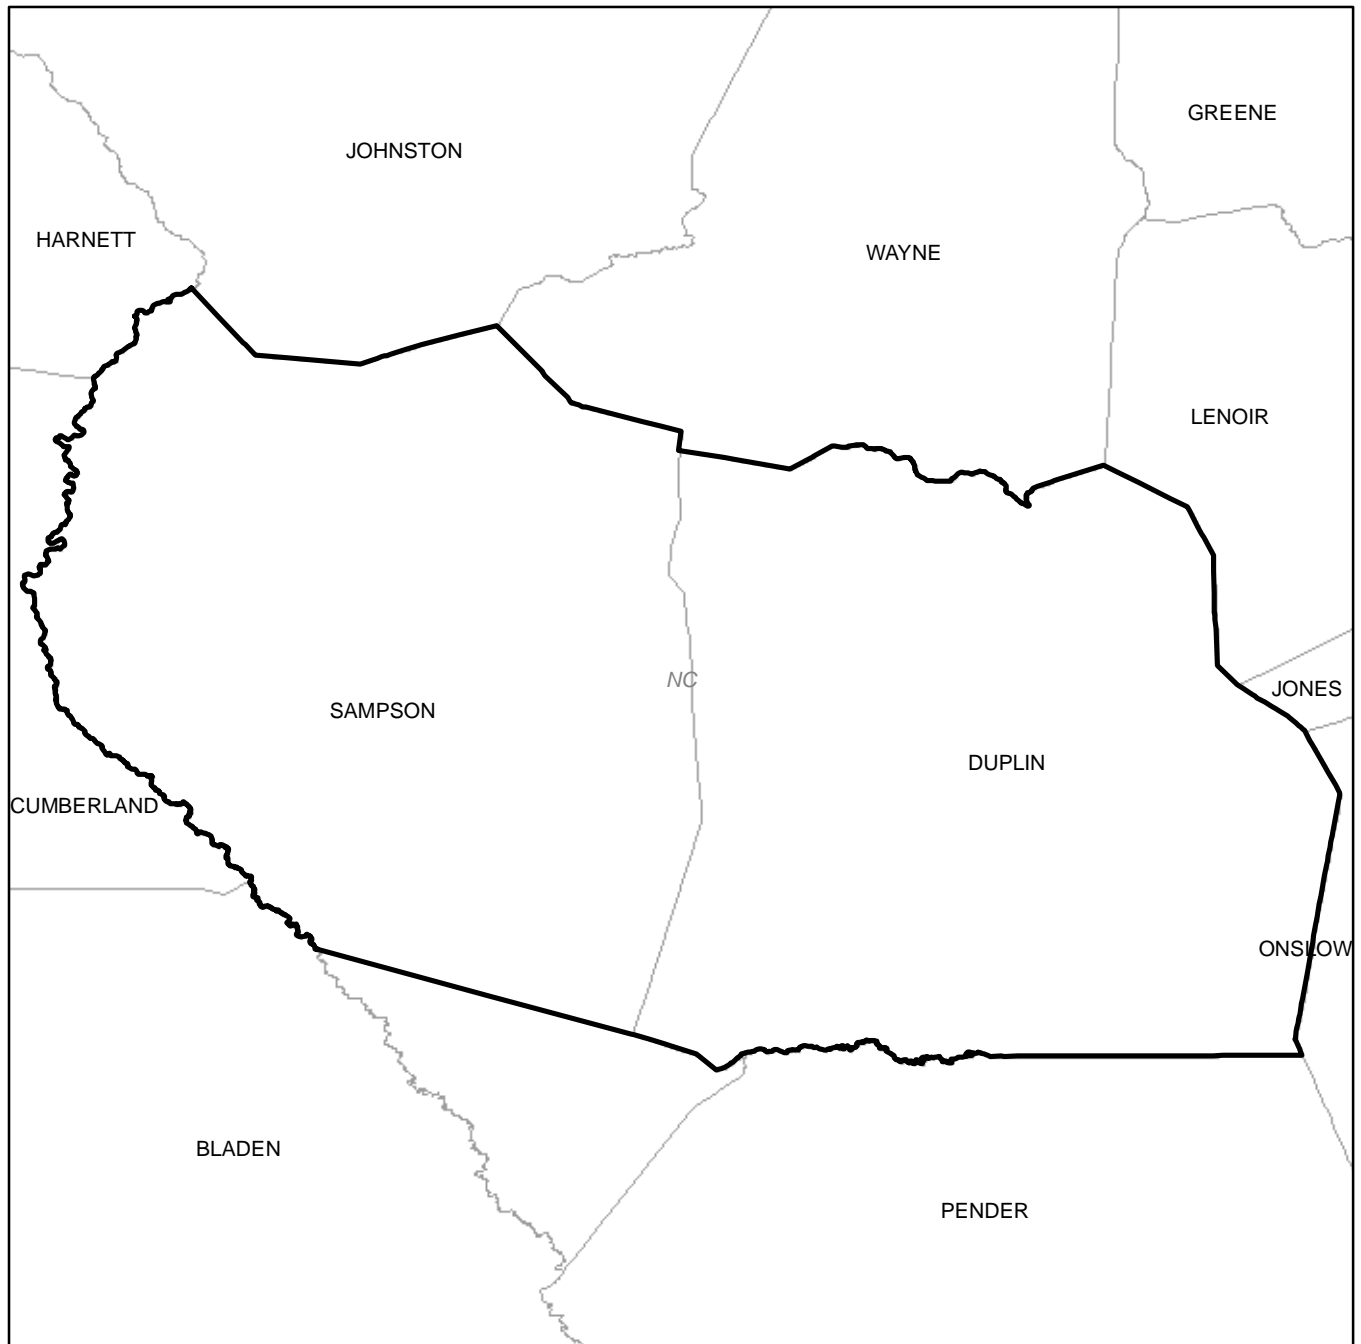 GREENE
JOHNSTON
HARNETT
WAYNE
LENOIR
NC
JONES
SAMPSON
DUPLIN
CUMBERLAND
ONSLOW
BLADEN
PENDER